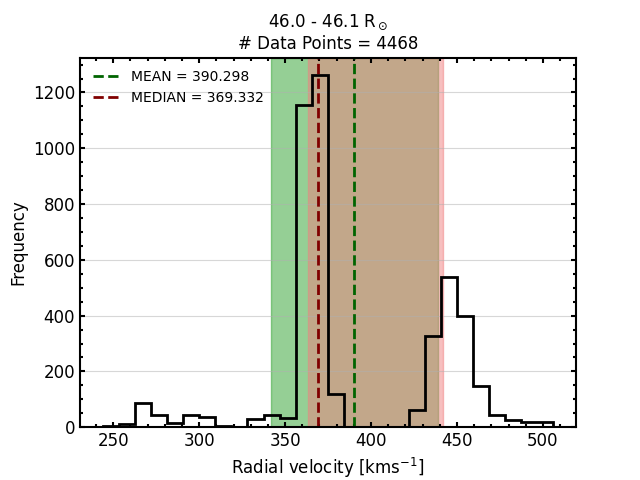 46.0 - 46.1 R⊙
# Data Points = 4468
MEAN = 390.298
MEDIAN = 369.332
1200
1000
800
600
400
200
0
Frequency
250 300 350 400 450 500
Radial velocity [kms⁻¹]